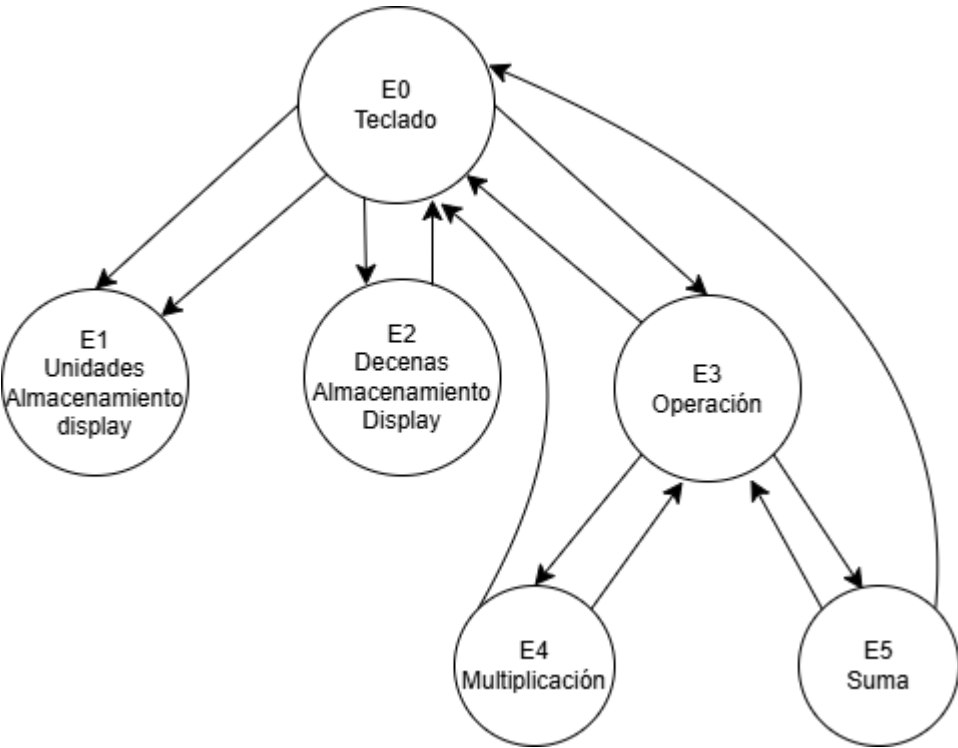 E0
Teclado
E1
Unidades
Almacenamiento
display
E2
Decenas
Almacenamiento
Display
E3
Operación
E4
Multiplicación
E5
Suma